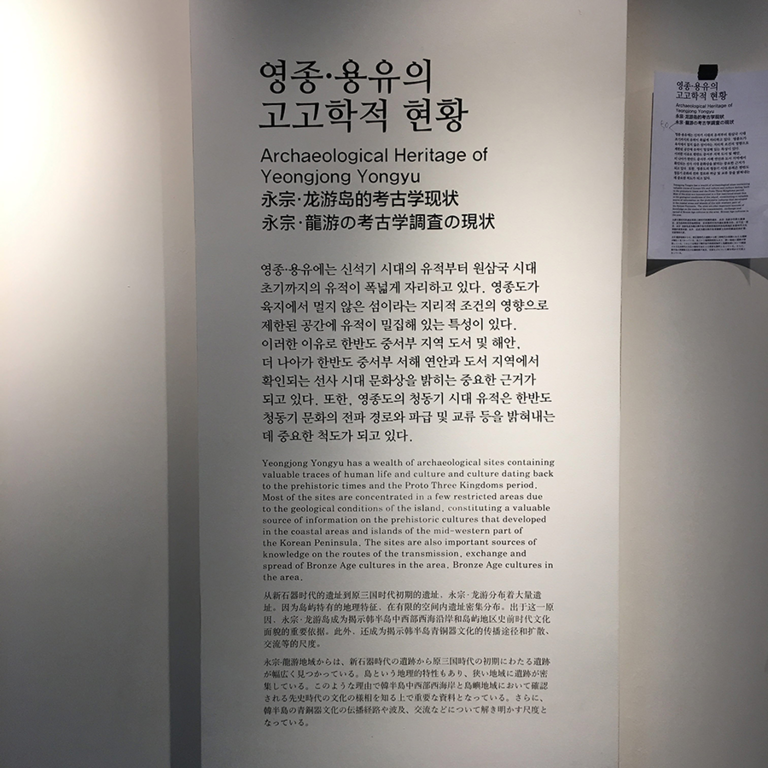 영종·용유의
고고학적 현황
Archaeological Heritage of
Yeongjong Yongyu
永宗·龙游岛的考古学现状
永宗·龍游の考古学調査の現状
영종·용유에는 신석기 시대의 유적부터 원삼국 시대
초기까지의 유적이 폭넓게 자리하고 있다. 영종도가
육지에서 멀지 않은 섬이라는 지리적 조건의 영향으로
제한된 공간에 유적이 밀집해 있는 특성이 있다.
이러한 이유로 한반도 중서부 지역 도서 및 해안,
더 나아가 한반도 중서부 서해 연안과 도서 지역에서
확인되는 선사 시대 문화상을 밝히는 중요한 근거가
되고 있다. 또한, 영종도의 청동기 시대 유적은 한반도
청동기 문화의 전파 경로와 파급 및 교류 등을 밝혀내는
데 중요한 척도가 되고 있다.
Yeongjong Yongyu has a wealth of archaeological sites containing
valuable traces of human life and culture and culture dating back
to the prehistoric times and the Proto Three Kingdoms period.
Most of the sites are concentrated in a few restricted areas due
to the geological conditions of the island, constituting a valuable
source of information on the prehistoric cultures that developed
in the coastal areas and islands of the mid-western part of
the Korean Peninsula. The sites are also important sources of
knowledge on the routes of the transmission, exchange and
spread of Bronze Age cultures in the area. Bronze Age cultures in
the area.
从新石器时代的遗址到原三国时代初期的遗址，永宗·龙游分布着大量遗
址。因为岛屿特有的地理特征，在有限的空间内遗址密集分布。出于这一原
因，永宗·龙游岛成为揭示韩半岛中西部西海沿岸和岛屿地区史前时代文化
面貌的重要依据。此外，还成为揭示韩半岛青铜器文化的传播途径和扩散、
交流等的尺度。
永宗·龍游地域からは、新石器時代の遺跡から原三国時代の初期にわたる遺跡
が幅広く見つかっている。島という地理的特性もあり、狭い地域に遺跡が密
集している。このような理由で韓半島中西部西海岸と島嶼地域において確認
される先史時代の文化の様相を知る上で重要な資料となっている。さらに、
韓半島の青銅器文化の伝播経路や波及、交流などについて解き明かす尺度と
なっている。
영종·용유의
고고학적 현황
Archaeological Heritage of
Yeongjong Yongyu
永宗·龙游岛的考古学现状
永宗·龍游の考古学調査の現状